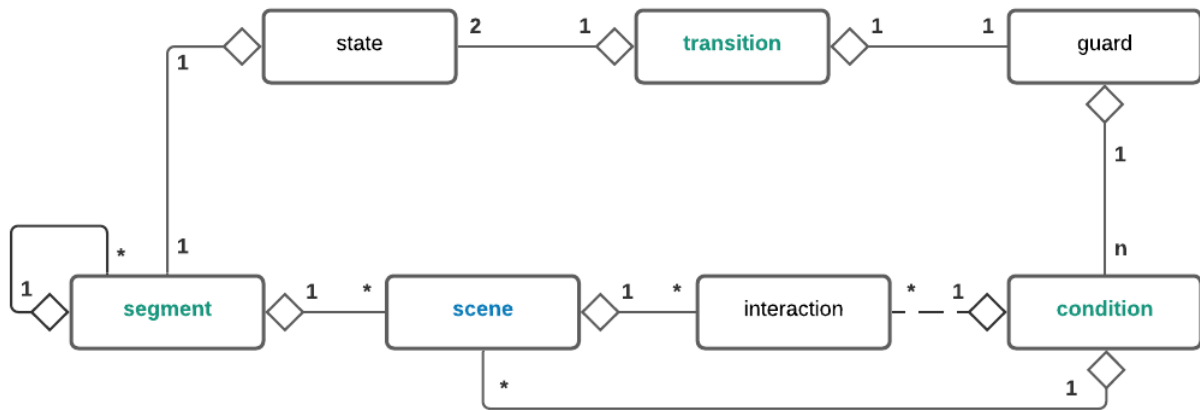 state
2
1
transition
1
1
guard
1
1
n
1
*
1
segment
1
*
scene
1
*
interaction
*
1
condition
*
1